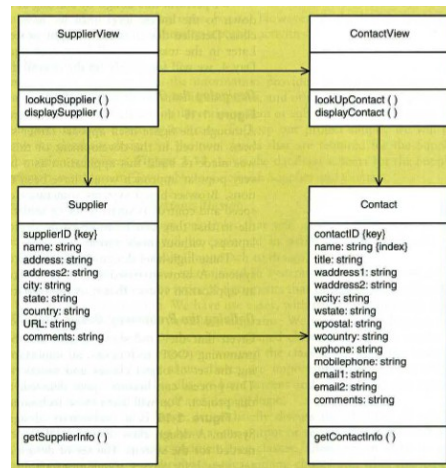 SupplierView
lookupSupplier ( )
displaySupplier ( )
ContactView
lookUpContact ( )
displayContact ( )
Supplier
supplierID {key}
name: string
address: string
address2: string
city: string
state: string
country: string
URL: string
comments: string
getSupplierInfo ( )
Contact
contactID {key}
name: string {index}
title: string
waddress1: string
waddress2: string
wcity: string
wstate: string
wpostal: string
wcountry: string
wphone: string
mobilephone: string
email1: string
email2: string
comments: string
getContactInfo ( )